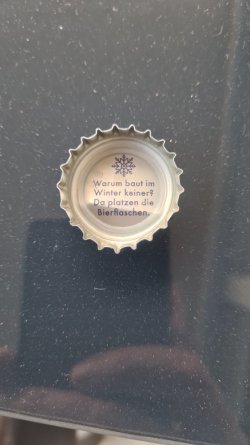 Warum baut im
Winter keiner?
Da platzen die
Bierflaschen.